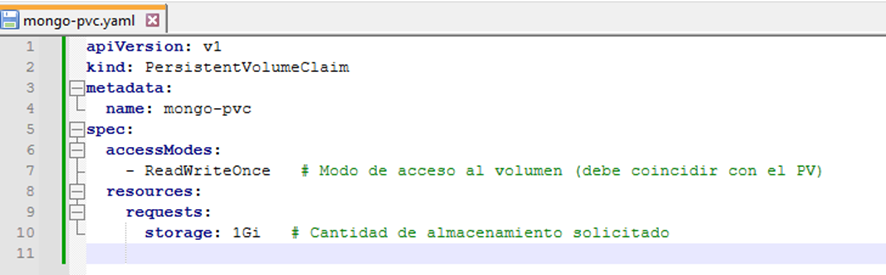 mongo-pvc.yaml
1 apiVersion: v1
2 kind: PersistentVolumeClaim
3 metadata:
4   name: mongo-pvc
5 spec:
6   accessModes:
7     - ReadWriteOnce   # Modo de acceso al volumen (debe coincidir con el PV)
8   resources:
9     requests:
10       storage: 1Gi   # Cantidad de almacenamiento solicitado
11